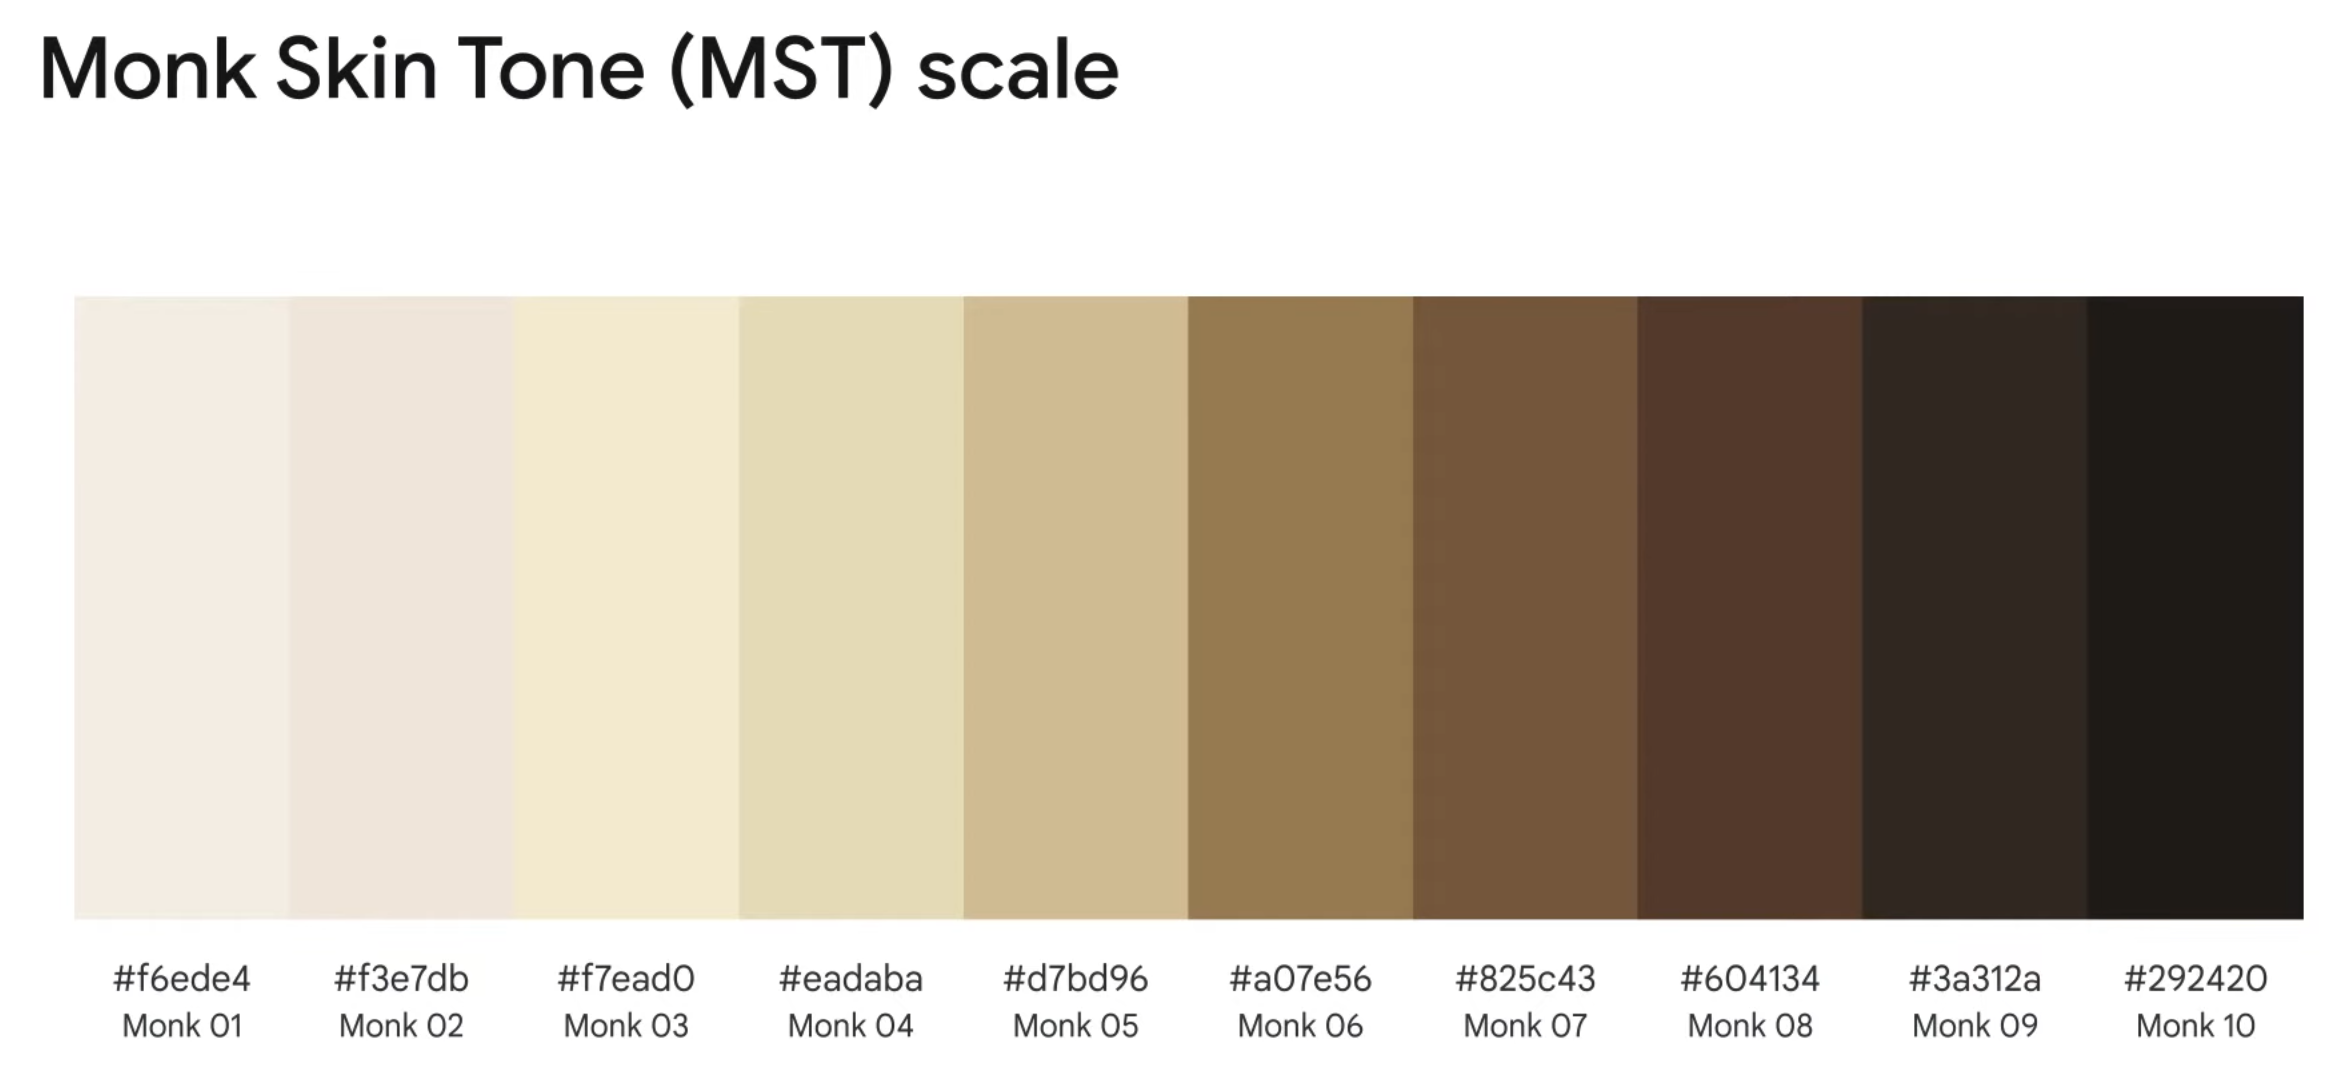 Monk Skin Tone (MST) scale
#f6ede4 #f3e7db #f7ead0 #eadaba #d7bd96 #a07e56 #825c43 #604134 #3a312a #292420
Monk 01 Monk 02 Monk 03 Monk 04 Monk 05 Monk 06 Monk 07 Monk 08 Monk 09 Monk 10